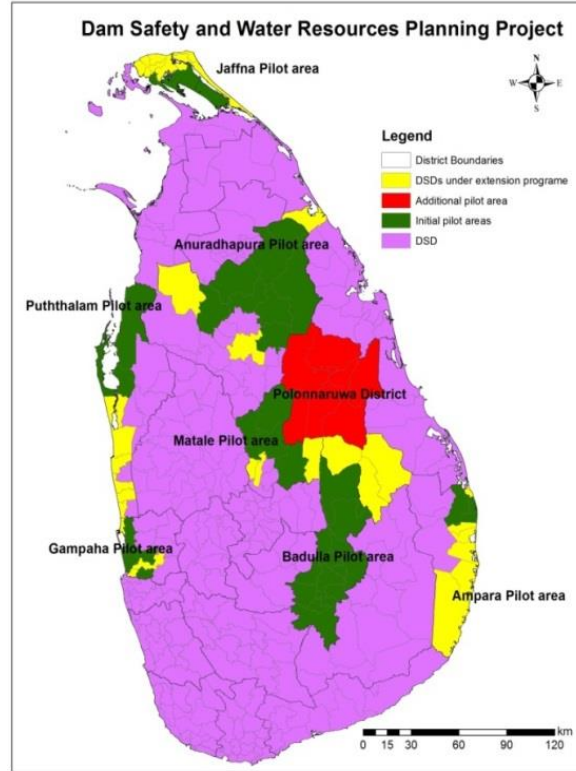 Dam Safety and Water Resources Planning Project
Jaffna Pilot area
N
W E
S
Legend
District Boundaries
DSDs under extension programe
Additional pilot area
Initial pilot areas
DSD
Anuradhapura Pilot area
Puththalam Pilot area
Polonnaruwa District
Matale Pilot area
Gampaha Pilot area
Badulla Pilot area
Ampara Pilot area
km
0 15 30 60 90 120